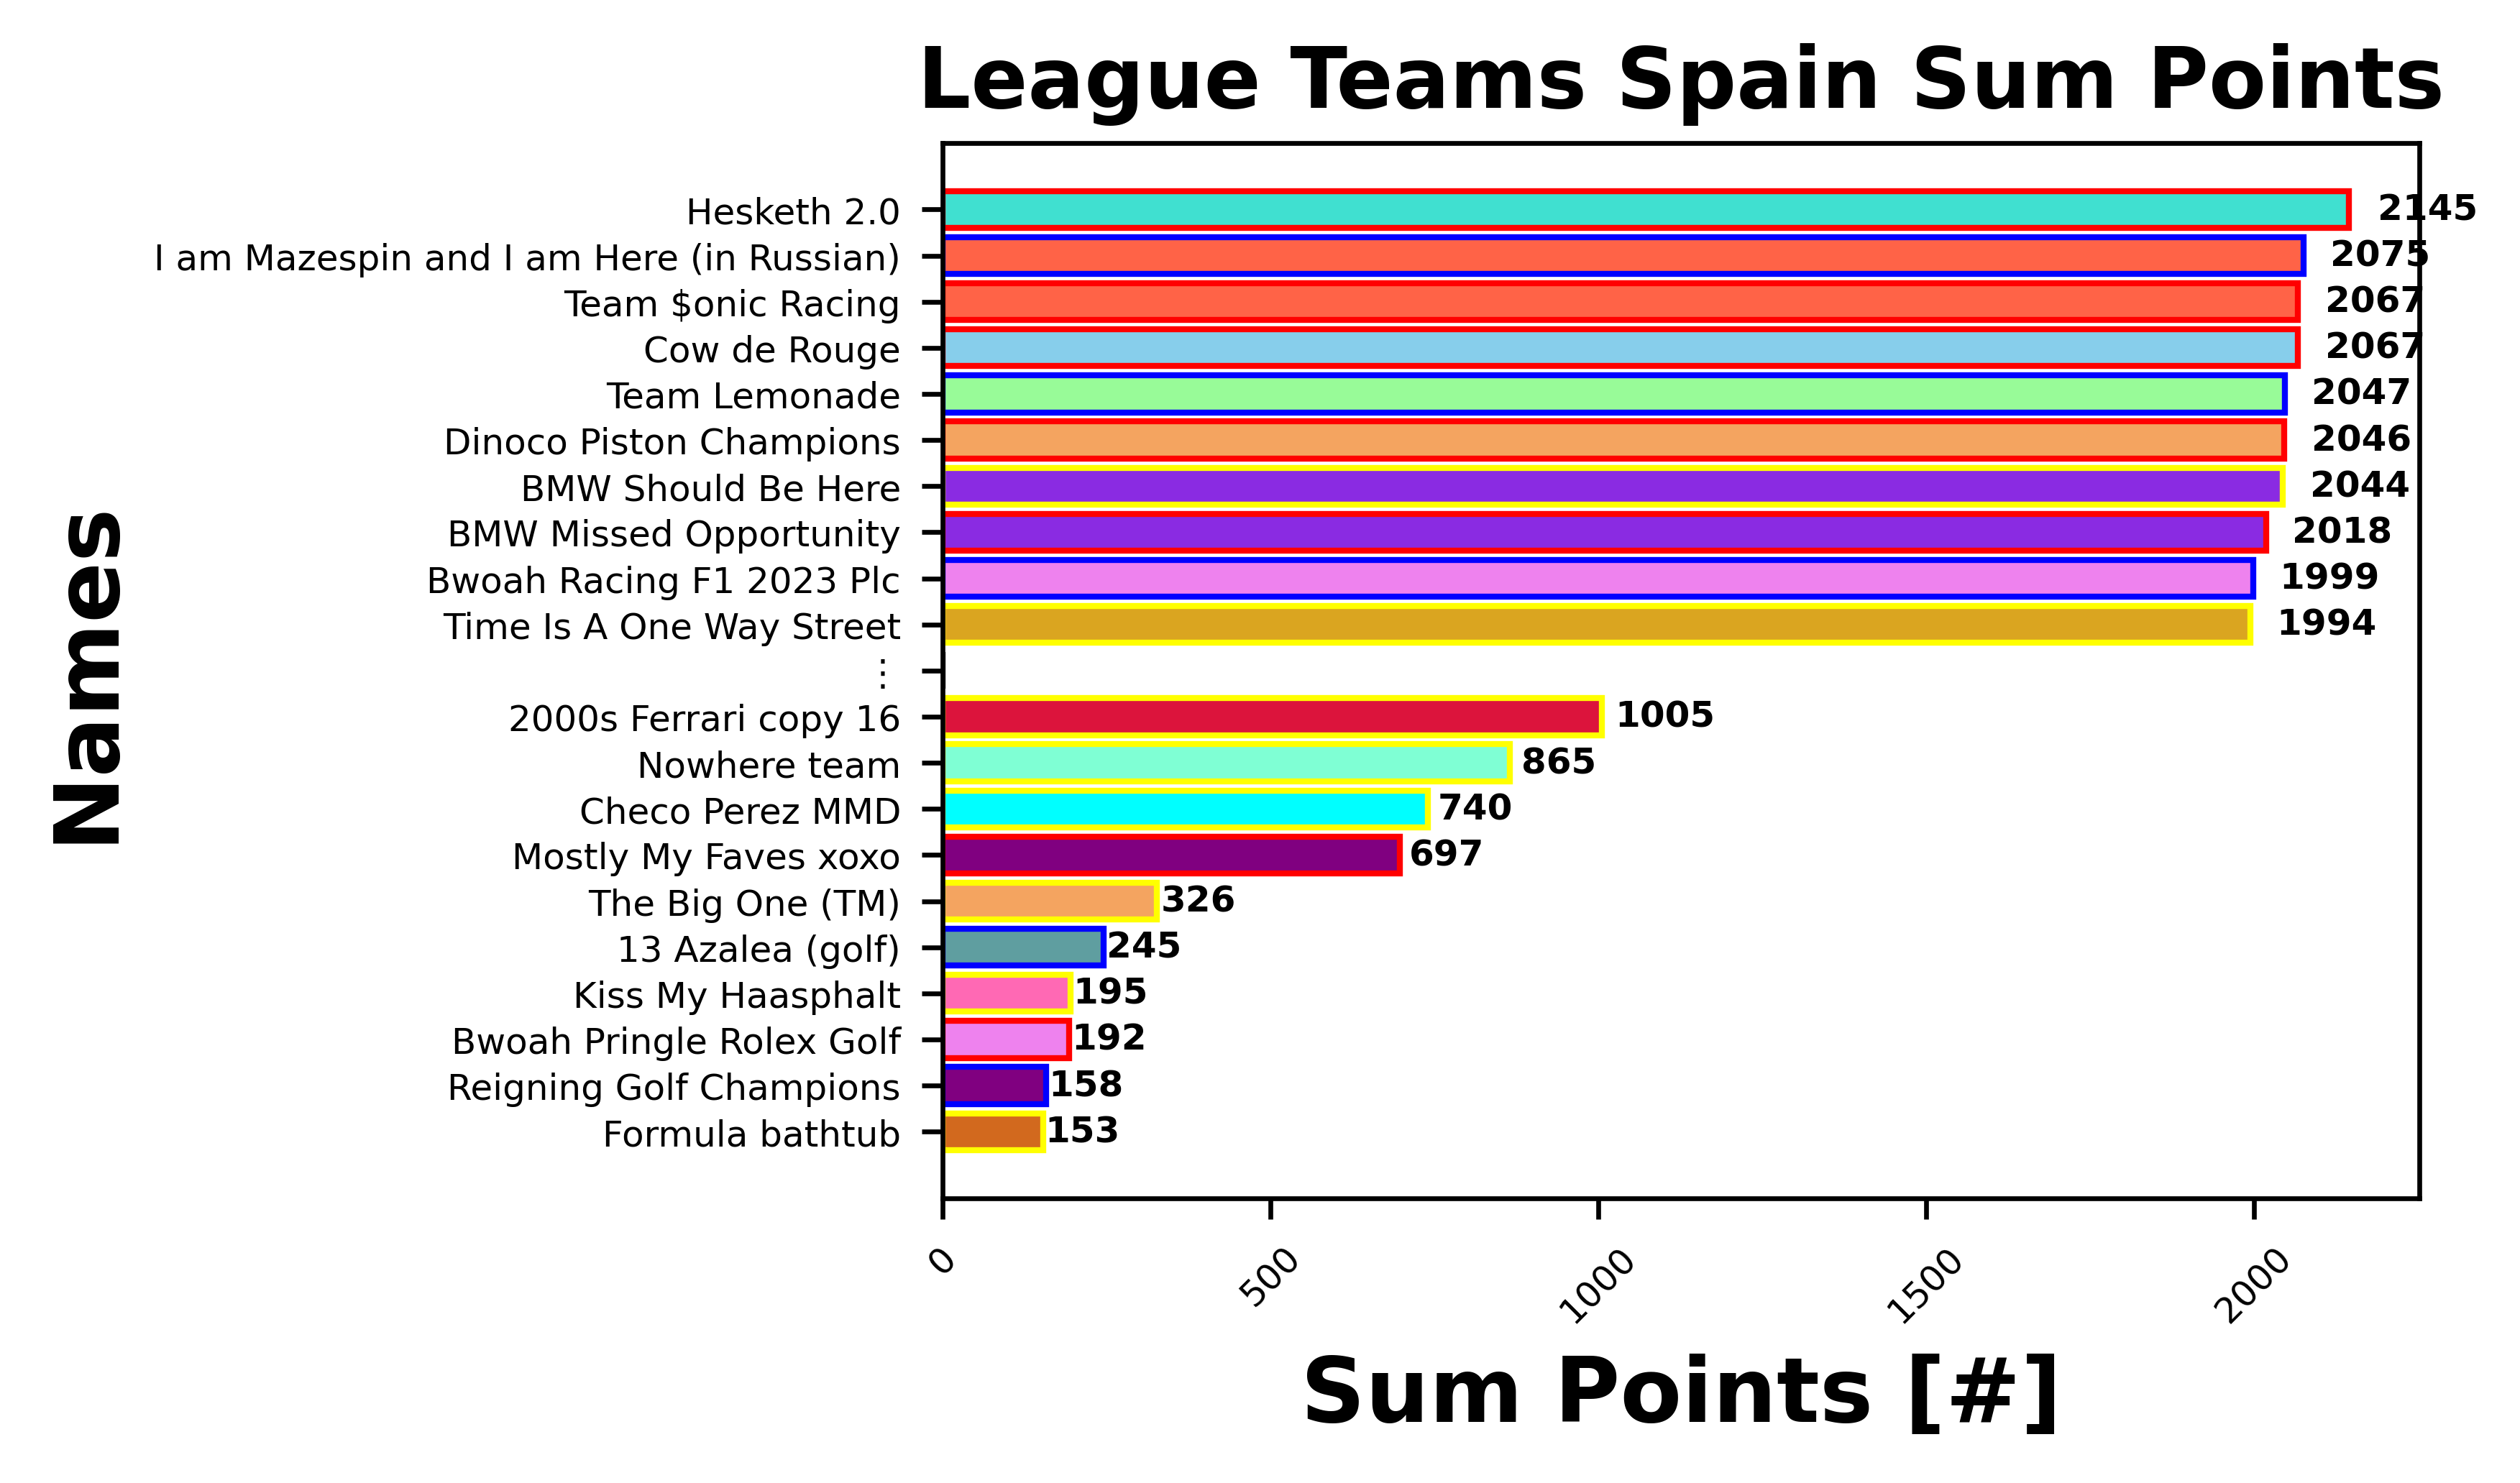 League Teams Spain Sum Points
Names
Hesketh 2.0 2145
I am Mazespin and I am Here (in Russian) 2075
Team $onic Racing 2067
Cow de Rouge 2067
Team Lemonade 2047
Dinoco Piston Champions 2046
BMW Should Be Here 2044
BMW Missed Opportunity 2018
Bwoah Racing F1 2023 Plc 1999
Time Is A One Way Street 1994
⋮
2000s Ferrari copy 16 1005
Nowhere team 865
Checo Perez MMD 740
Mostly My Faves xoxo 697
The Big One (TM) 326
13 Azalea (golf) 245
Kiss My Haasphalt 195
Bwoah Pringle Rolex Golf 192
Reigning Golf Champions 158
Formula bathtub 153
0 500 1000 1500 2000
Sum Points [#]